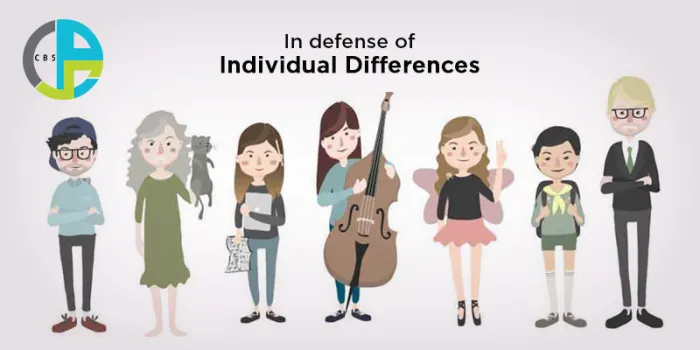 CBS
In defense of
Individual Differences